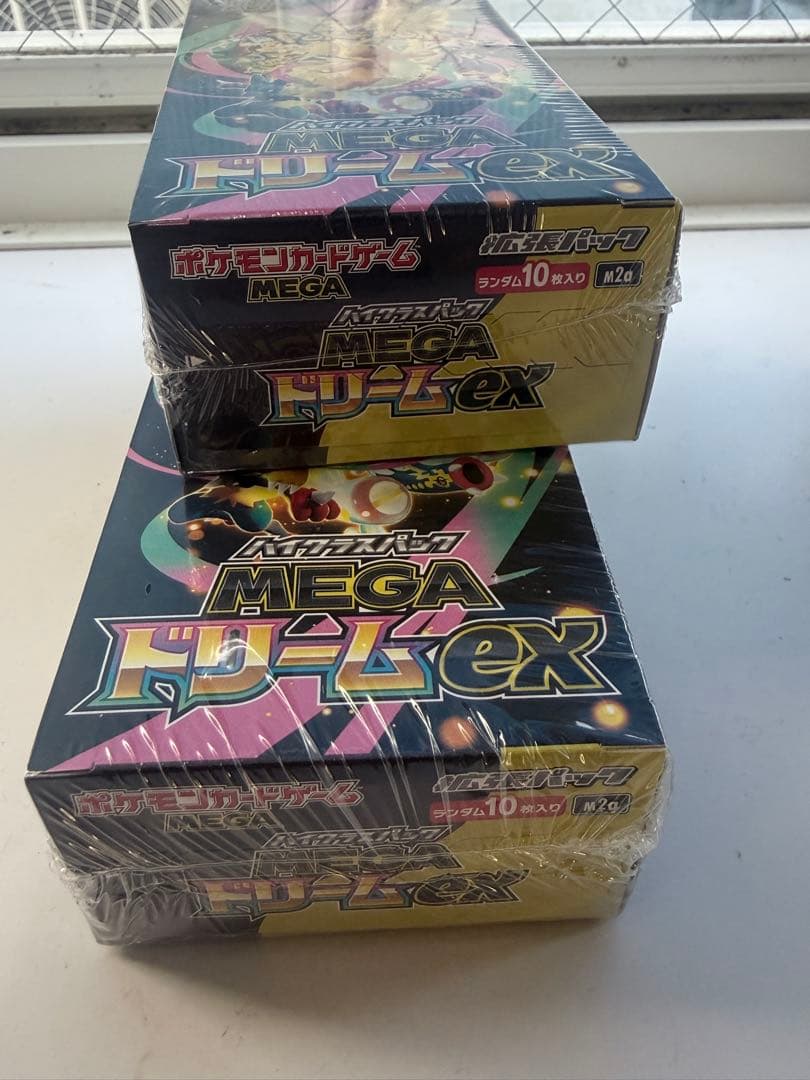 ハイクラスパック
MEGA
ドリームex
ポケモンカードゲーム
MEGA
拡張パック
ランダム10枚入り M2a
ハイクラスパック
MEGA
ドリームex
ハイクラスパック
MEGA
ドリームex
ポケモンカードゲーム
MEGA
拡張パック
ランダム10枚入り M2a
ハイクラスパック
MEGA
ドリームex